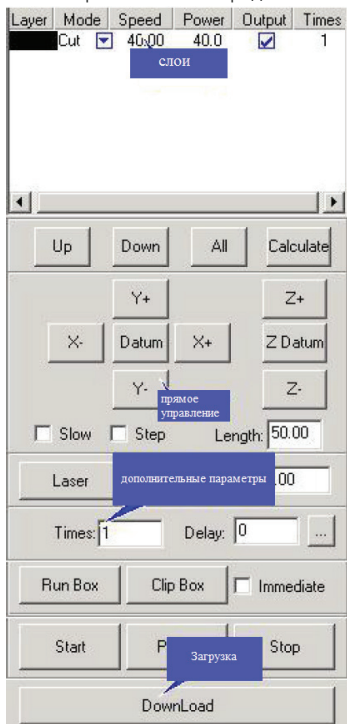 Layer Mode Speed Power Output Times
Cut 40.00 40.0 1
слои
Up Down All Calculate
Y+ Z+
X- Datum X+ Z Datum
Y- Z-
прямое
управление
Slow Step Length: 50.00
Laser .00
дополнительные параметры
Times: 1 Delay: 0 ...
Run Box Clip Box Immediate
Start P Stop
Загрузка
DownLoad